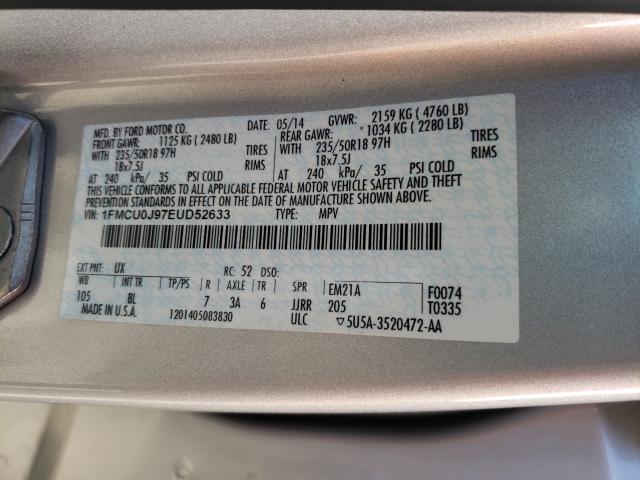 MFD. BY FORD MOTOR CO. DATE: 05/14 GVWR: 2159 KG ( 4760 LB)
FRONT GAWR: 1125 KG ( 2480 LB) REAR GAWR: 1034 KG ( 2280 LB)
WITH 235/50R18 97H TIRES WITH 235/50R18 97H TIRES
18x7.5J RIMS 18x7.5J RIMS
AT 240 kPa/ 35 PSI COLD AT 240 kPa/ 35 PSI COLD
THIS VEHICLE CONFORMS TO ALL APPLICABLE FEDERAL MOTOR VEHICLE SAFETY AND THEFT PREVENTION STANDARDS IN EFFECT ON THE DATE OF MANUFACTURE SHOWN ABOVE.
VIN: 1FMCU0J97EUD52633 TYPE: MPV
EXT PNT: UX RC: 52 DSO:
WB INT TR TP/PS R AXLE TR SPR EM21A F0074
105 BL 7 3A 6 JJRR 205 T0335
MADE IN U.S.A. 1201405083830 ULC ▽5U5A-3520472-AA